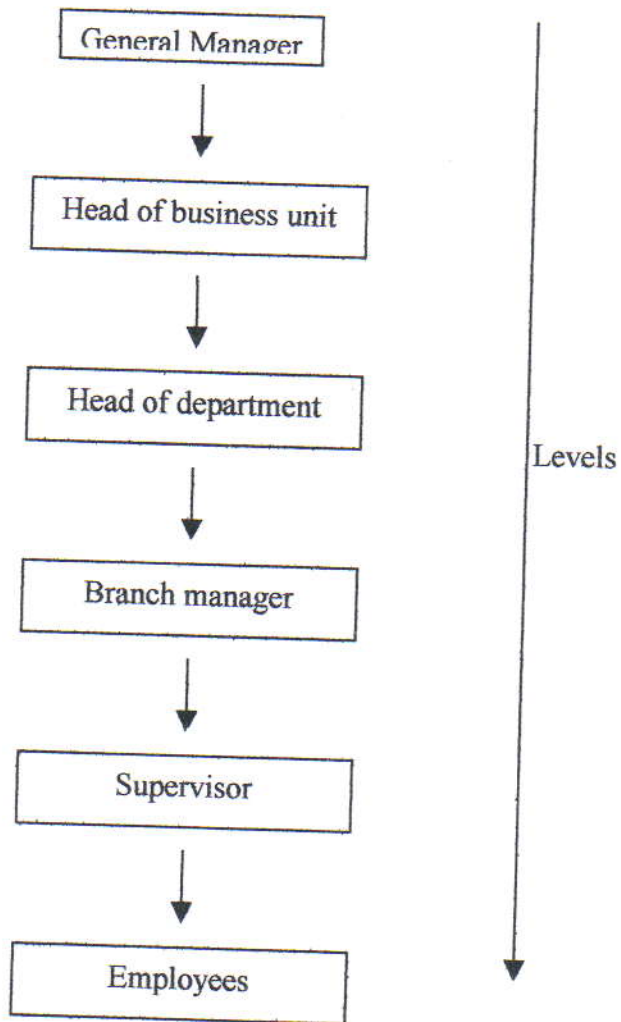 General Manager
Head of business unit
Head of department
Levels
Branch manager
Supervisor
Employees